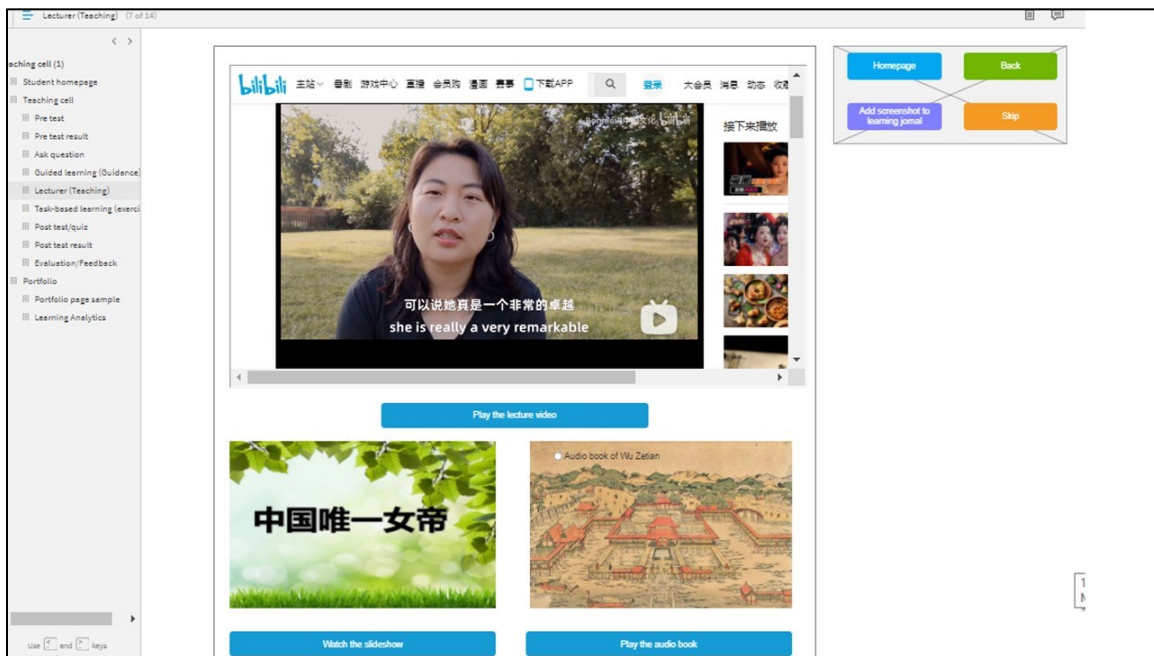 Lecturer (Teaching) (7 of 14)
< >
aching cell (1)
Student homepage
Teaching cell
Pre test
Pre test result
Ask question
Guided learning (Guidance)
Lecturer (Teaching)
Task-based learning (exerci
Post test/quiz
Post test result
Evaluation/Feedback
Portfolio
Portfolio page sample
Learning Analytics
Use < and > keys
bilibili 主站 番剧 游戏中心 直播 会员购 漫画 赛事 下载APP 登录 大会员 消息 动态 收藏
bilibili
接下来播放
可以说她真是一个非常的卓越
she is really a very remarkable
Play the lecture video
中国唯一女帝
Audio book of Wu Zetian
Watch the slideshow
Play the audio book
Homepage
Back
Add screenshot to
learning jornal
Skip